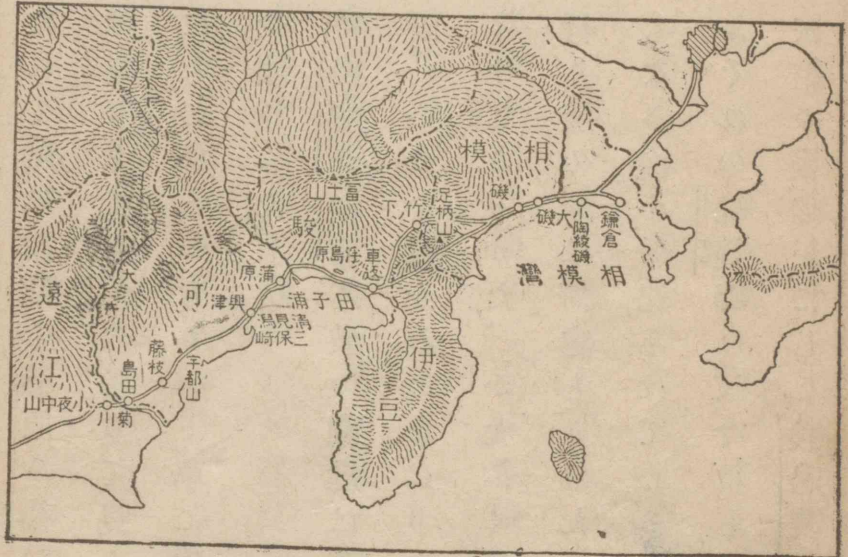 相模
富士山
足柄山
竹ノ下
小磯
大磯
小陶綾磯
鎌倉
相模灣
駿河
浮島原
車返
蒲原
田子浦
興津
清見潟
三保崎
伊豆
遠江
大井
宇都山
藤枝
島田
菊川
小夜中山